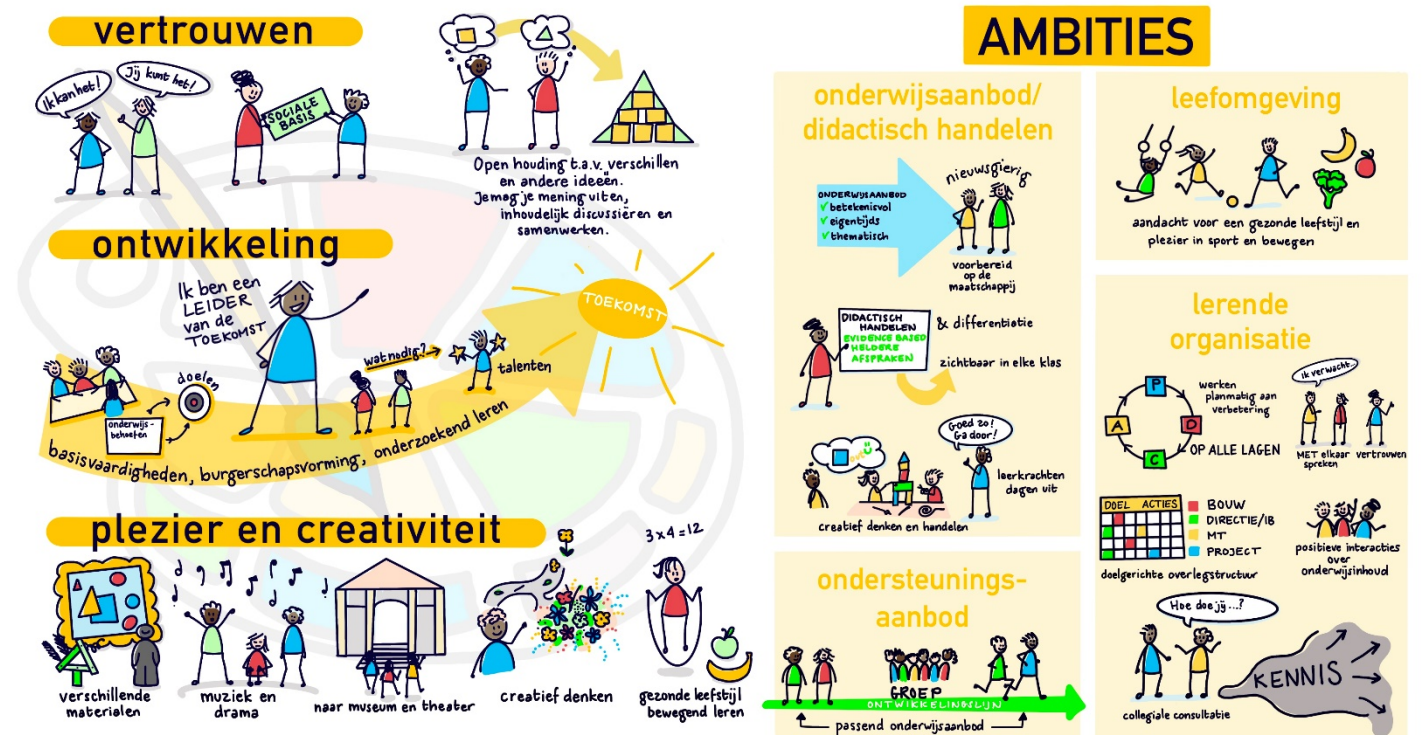 vertrouwen
Ik kan het!
Jij kunt het!
SOCIALE
BASIS
Open houding t.a.v. verschillen
en andere ideeën.
Je mag je mening uiten,
inhoudelijk discussiëren en
samenwerken.
ontwikkeling
Ik ben een
LEIDER
van de
TOEKOMST
TOEKOMST
wat nodig?
talenten
doelen
onderwijs-
behoeften
basisvaardigheden, burgerschapsvorming, onderzoekend leren
plezier en creativiteit
3 x 4 = 12
verschillende
materialen
muziek en
drama
naar museum en theater
creatief denken
gezonde leefstijl
bewegend leren
AMBITIES
onderwijsaanbod/
didactisch handelen
nieuwsgierig
ONDERWIJSAANBOD
✓ betekenisvol
✓ eigentijds
✓ thematisch
voorbereid
op de
maatschappij
DIDACTISCH
HANDELEN
EVIDENCE BASED
HELDERE
AFSPRAKEN
& differentiatie
zichtbaar in elke klas
out
Goed zo!
Ga door!
leerkrachten
dagen uit
creatief denken en handelen
ondersteunings-
aanbod
GROEP
ONTWIKKELINGSLIJN
passend onderwijsaanbod
leefomgeving
aandacht voor een gezonde leefstijl en
plezier in sport en bewegen
lerende
organisatie
P
D
C
A
werken
planmatig aan
verbetering
OP ALLE LAGEN
Ik verwacht...
MET elkaar
spreken
vertrouwen
DOEL ACTIES
BOUW
DIRECTIE/IB
MT
PROJECT
doelgerichte overlegstructuur
positieve interacties
over
onderwijsinhoud
Hoe doe jij...?
KENNIS
collegiale consultatie